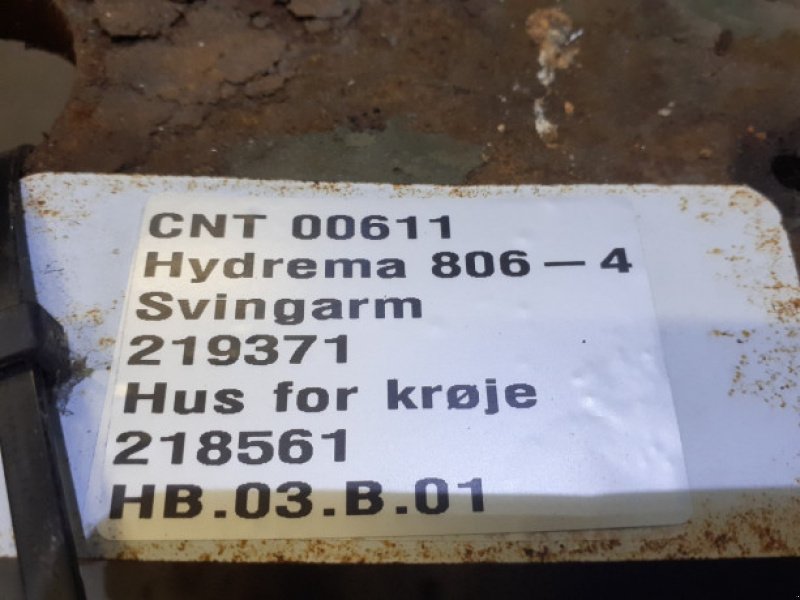 CNT 00611
Hydrema 806 – 4
Svingarm
219371
Hus for krøje
218561
HB.03.B.01